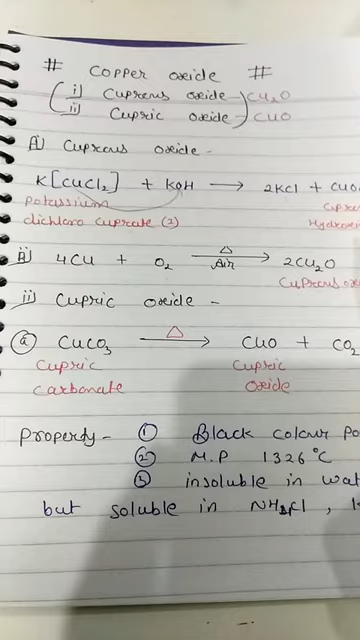 # Copper oxide #
i) Cuprous oxide Cu2O
ii) Cupric oxide CuO
i) Cuprous oxide -
K[CuCl2] + KOH → 2KCl + CuO
potassium
dichloro cuprate (2)
ii) 4Cu + O2 Δ Air → 2Cu2O
ii) Cupric oxide -
a) CuCO3 Δ → CuO + CO2
Cupric Cupric
carbonate oxide
Property - 1 Black colour
2 M.P 1326°C
3 insoluble in
but soluble in